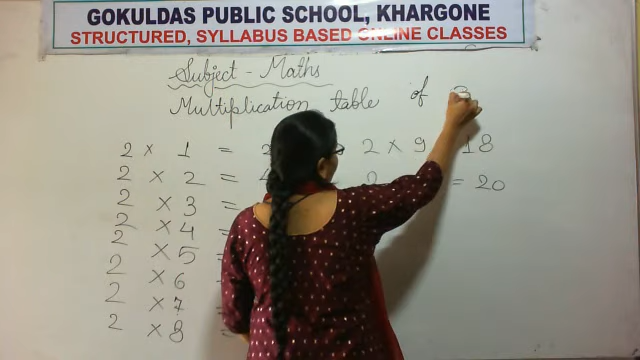 GOKULDAS PUBLIC SCHOOL, KHARGONE
STRUCTURED, SYLLABUS BASED ONLINE CLASSES
Subject - Maths
Multiplication table of
2 × 1 = 2
2 × 2 =
2 × 3 =
2 × 4 =
2 × 5
2 × 6
2 × 7
2 × 8 =
2 × 9 18
= 20